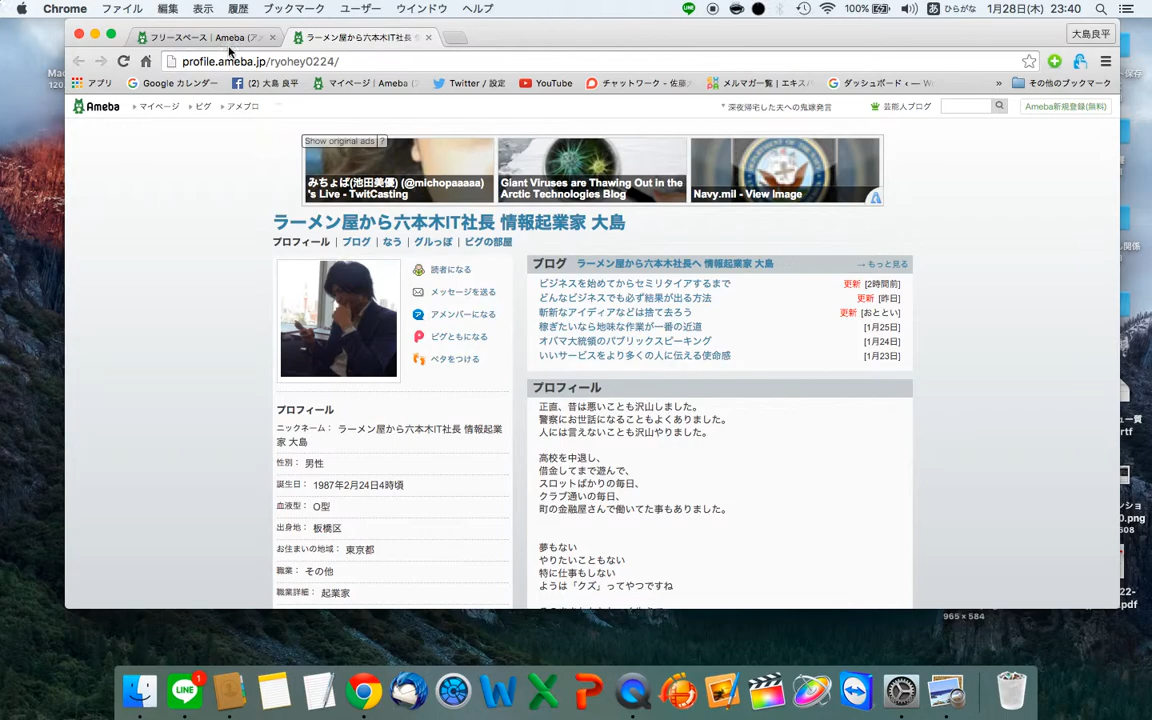 Chrome ファイル 編集 表示 履歴 ブックマーク ユーザー ウインドウ ヘルプ 100% あ ひらがな 1月28日(木) 23:40
フリースペース｜Ameba (ア ラーメン屋から六本木IT社長 大島良平
profile.ameba.jp/ryohey0224/
アプリ Google カレンダー (2) 大島 良平 マイページ｜Ameba ( Twitter / 設定 YouTube チャットワーク - 佐藤 メルマガ一覧 | エキスパ ダッシュボード ‹ — W » その他のブックマーク
Ameba マイページ ピグ アメブロ 深夜帰宅した夫への鬼嫁発言 芸能人ブログ Ameba新規登録(無料)
Show original ads ?
みちょぱ(池田美優) (@michopaaaaa) 's Live - TwitCasting
Giant Viruses are Thawing Out in the Arctic Technologies Blog
Navy.mil - View Image
ラーメン屋から六本木IT社長 情報起業家 大島
プロフィール | ブログ | なう | グルっぽ | ピグの部屋
読者になる
メッセージを送る
アメンバーになる
ピグともになる
ペタをつける
プロフィール
ニックネーム： ラーメン屋から六本木IT社長 情報起業
家 大島
性別： 男性
誕生日： 1987年2月24日4時頃
血液型： O型
出身地： 板橋区
お住まいの地域： 東京都
職業： その他
職業詳細： 起業家
ブログ ラーメン屋から六本木社長へ 情報起業家 大島 →もっと見る
ビジネスを始めてからセミリタイアするまで 更新 [2時間前]
どんなビジネスでも必ず結果が出る方法 更新 [昨日]
斬新なアイディアなどは捨て去ろう 更新 [おととい]
稼ぎたいなら地味な作業が一番の近道 [1月25日]
オバマ大統領のパブリックスピーキング [1月24日]
いいサービスをより多くの人に伝える使命感 [1月23日]
プロフィール
正直、昔は悪いことも沢山しました。
警察にお世話になることもよくありました。
人には言えないことも沢山やりました。
高校を中退し、
借金してまで遊んで、
スロットばかりの毎日、
クラブ通いの毎日、
町の金融屋さんで働いてた事もありました。
夢もない
やりたいこともない
特に仕事もしない
ようは「クズ」ってやつですね
965 × 584
LINE 1